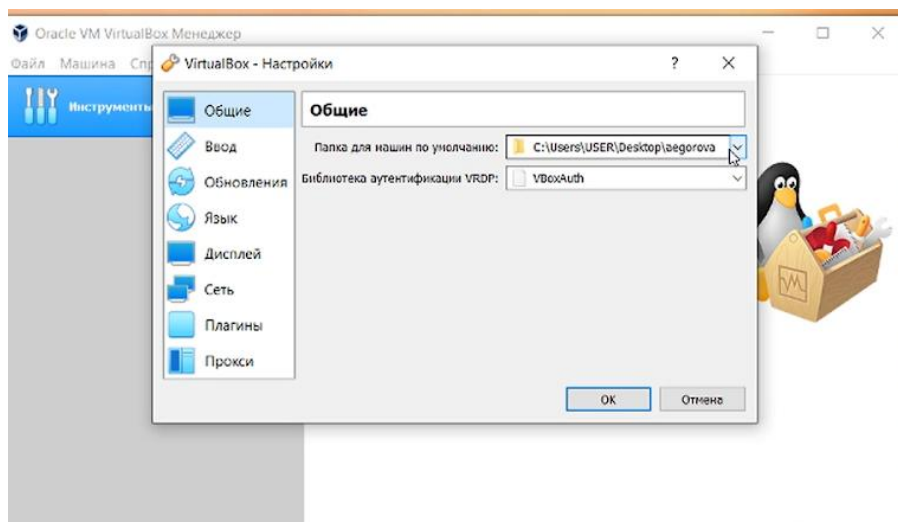 Oracle VM VirtualBox Менеджер
Файл Машина Спр
VirtualBox - Настройки
?
Инструменты
Общие
Ввод
Обновления
Язык
Дисплей
Сеть
Плагины
Прокси
Общие
Папка для машин по умолчанию: C:\Users\USER\Desktop\aegorova
Библиотека аутентификации VRDP: VBoxAuth
OK Отмена